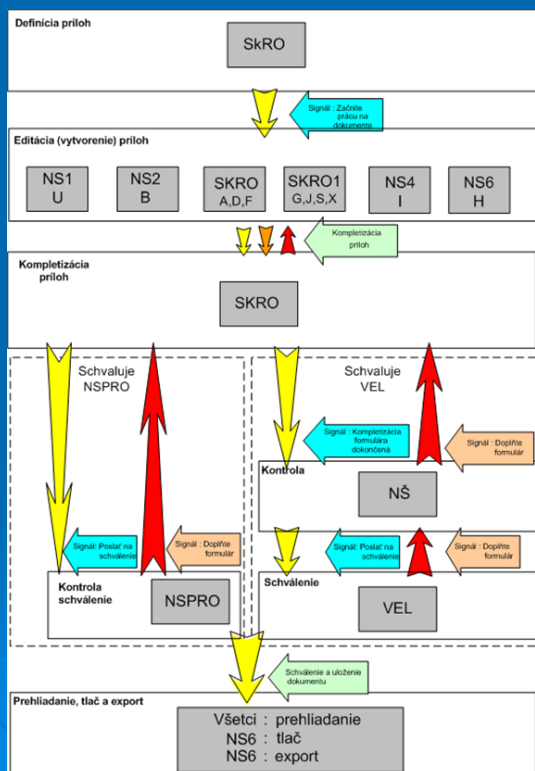 Definícia príloh
SkRO
Signál : Začnite
prácu na
dokumente
Editácia (vytvorenie) príloh
NS1
U
NS2
B
SKRO
A,D,F
SKRO1
G,J,S,X
NS4
I
NS6
H
Kompletizácia
príloh
Kompletizácia
príloh
SKRO
Schvaluje
NSPRO
Schvaluje
VEL
Signál : Kompletizácia
formulára
dokončená
Signál : Doplňte
formulár
Kontrola
NŠ
Signál: Poslať na
schválenie
Signál : Doplňte
formulár
Signál: Poslať na
schválenie
Signál : Doplňte
formulár
Kontrola
schválenie
NSPRO
Schválenie
VEL
Schválenie a uloženie
dokumentu
Prehliadanie, tlač a export
Všetci : prehliadanie
NS6 : tlač
NS6 : export